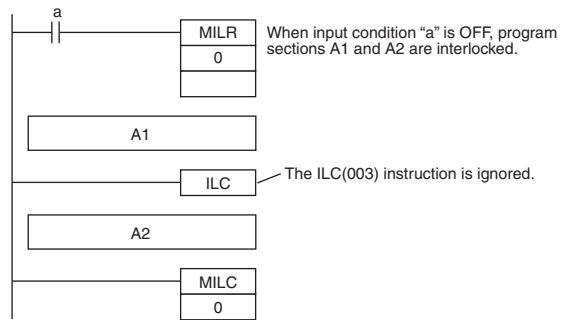 a
MILR
When input condition “a” is OFF, program
sections A1 and A2 are interlocked.
0
A1
ILC
The ILC(003) instruction is ignored.
A2
MILC
0